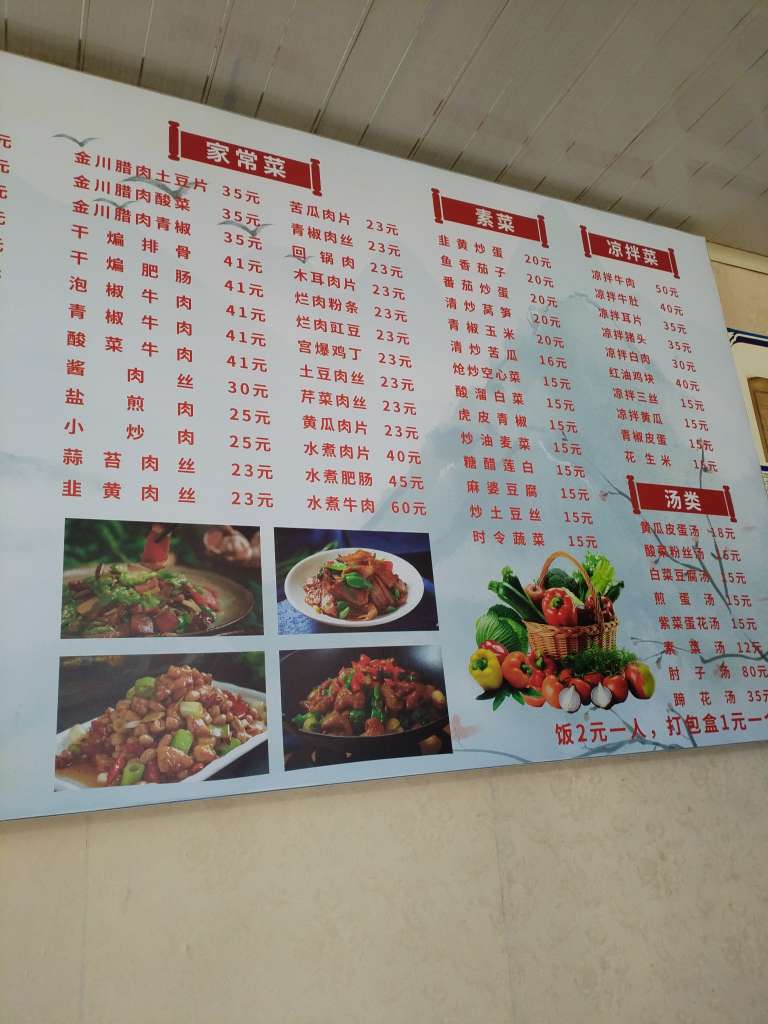 家常菜
金川腊肉土豆片 35元
金川腊肉酸菜 35元
金川腊肉青椒 35元
干煸排骨 41元
干煸肥肠 41元
泡椒牛肉 41元
青椒牛肉 41元
酸菜牛肉 41元
酱肉丝 30元
盐煎肉 25元
小炒肉 25元
蒜苔肉丝 23元
韭黄肉丝 23元
苦瓜肉片 23元
青椒肉丝 23元
回锅肉 23元
木耳肉片 23元
烂肉粉条 23元
烂肉豇豆 23元
宫爆鸡丁 23元
土豆肉丝 23元
芹菜肉丝 23元
黄瓜肉片 23元
水煮肉片 40元
水煮肥肠 45元
水煮牛肉 60元
素菜
韭黄炒蛋 20元
鱼香茄子 20元
番茄炒蛋 20元
清炒莴笋 20元
青椒玉米 20元
清炒苦瓜 16元
炝炒空心菜 15元
酸溜白菜 15元
虎皮青椒 15元
炒油麦菜 15元
糖醋莲白 15元
麻婆豆腐 15元
炒土豆丝 15元
时令蔬菜 15元
凉拌菜
凉拌牛肉 50元
凉拌牛肚 40元
凉拌耳片 35元
凉拌猪头 35元
凉拌白肉 30元
红油鸡块 40元
凉拌三丝 15元
凉拌黄瓜 15元
青椒皮蛋 15元
花生米 15元
汤类
黄瓜皮蛋汤 18元
酸菜粉丝汤 16元
白菜豆腐汤 15元
煎蛋汤 15元
紫菜蛋花汤 15元
素菜汤 12元
肘子汤 80元
蹄花汤 35元
饭2元一人，打包盒1元一个